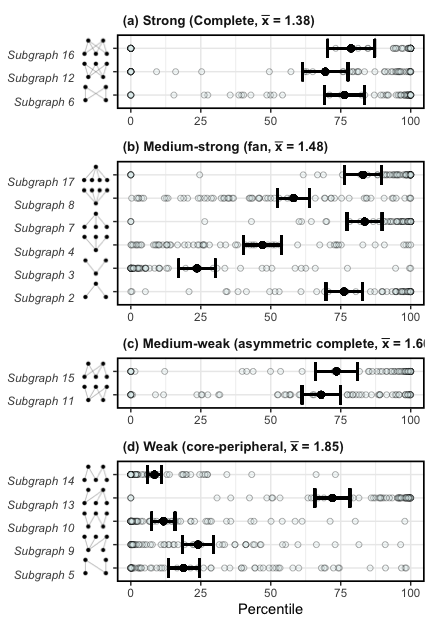 (a) Strong (Complete, x̅ = 1.38)
Subgraph 16
Subgraph 12
Subgraph 6
0 25 50 75 100
(b) Medium-strong (fan, x̅ = 1.48)
Subgraph 17
Subgraph 8
Subgraph 7
Subgraph 4
Subgraph 3
Subgraph 2
0 25 50 75 100
(c) Medium-weak (asymmetric complete, x̅ = 1.6
Subgraph 15
Subgraph 11
0 25 50 75 100
(d) Weak (core-peripheral, x̅ = 1.85)
Subgraph 14
Subgraph 13
Subgraph 10
Subgraph 9
Subgraph 5
0 25 50 75 100
Percentile